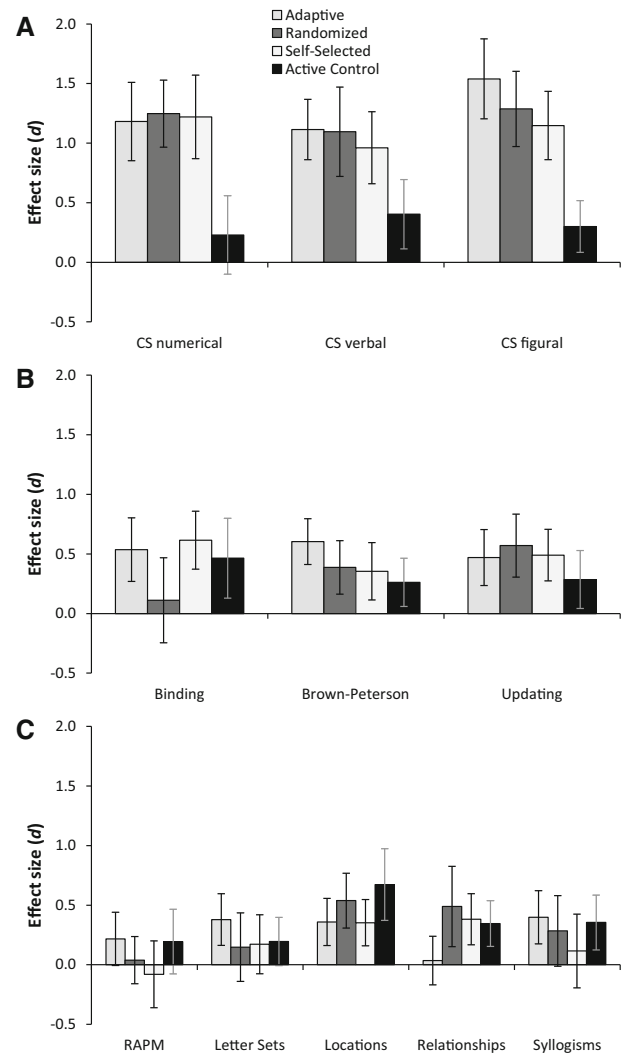 A
2.0
1.5
1.0
0.5
0.0
-0.5
Effect size (d)
Adaptive
Randomized
Self-Selected
Active Control
CS numerical CS verbal CS figural
B
2.0
1.5
1.0
0.5
0.0
-0.5
Effect size (d)
Binding Brown-Peterson Updating
C
2.0
1.5
1.0
0.5
0.0
-0.5
Effect size (d)
RAPM Letter Sets Locations Relationships Syllogisms